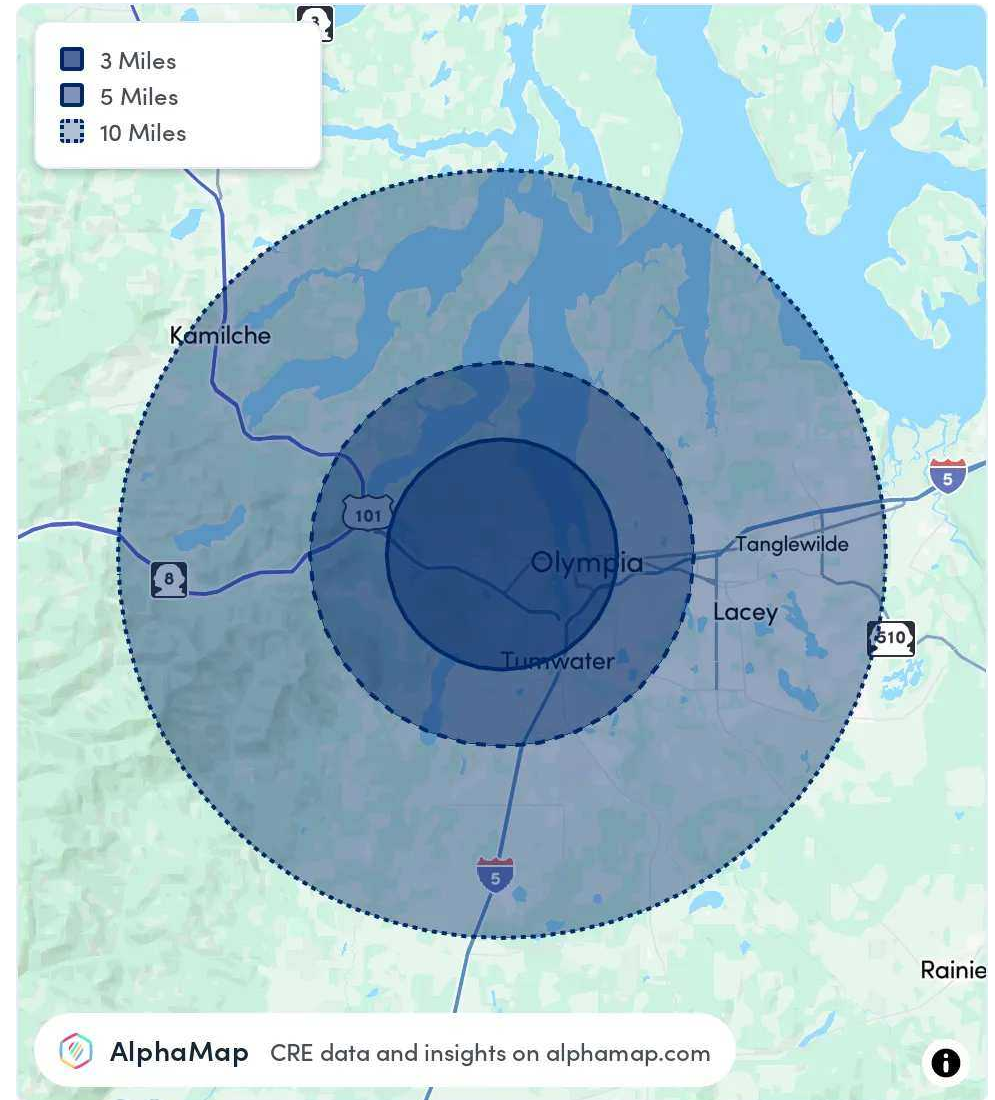 3
3 Miles
5 Miles
10 Miles
Kamilche
5
101
Tanglewilde
Olympia
8
Lacey
510
Tumwater
5
Rainie
AlphaMap CRE data and insights on alphamap.com